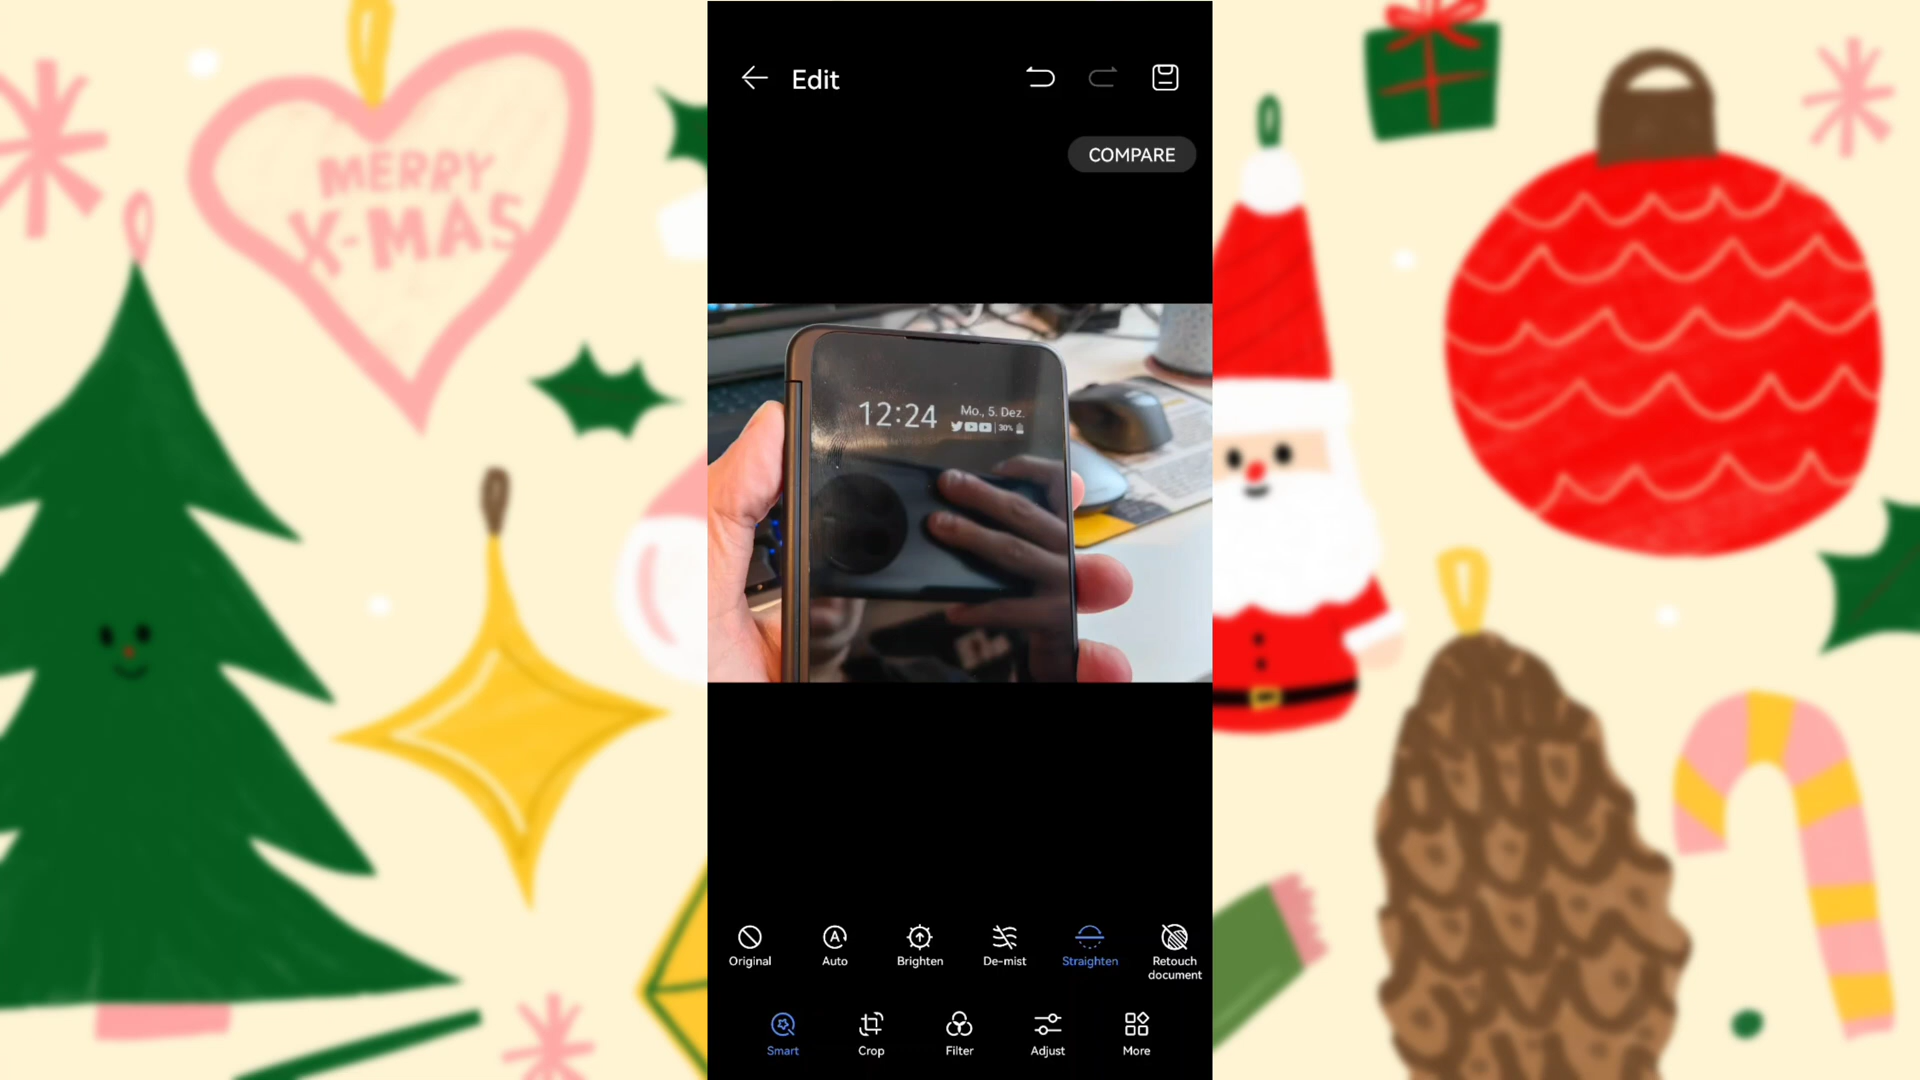 MERRY
X-MAS
Edit
COMPARE
12:24
Mo., 5. Dez.
30%
Original
Auto
Brighten
De-mist
Straighten
Retouch
document
Smart
Crop
Filter
Adjust
More